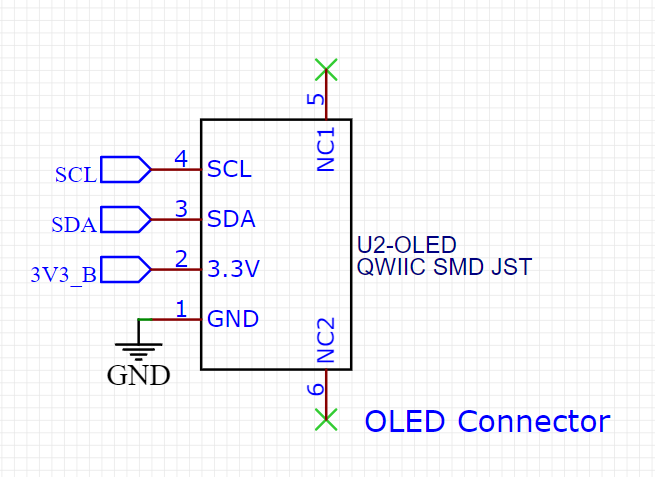 5
NC1
SCL
4
SCL
SDA
3
SDA
3V3_B
2
3.3V
1
GND
GND
U2-OLED
QWIIC SMD JST
NC2
6
OLED Connector